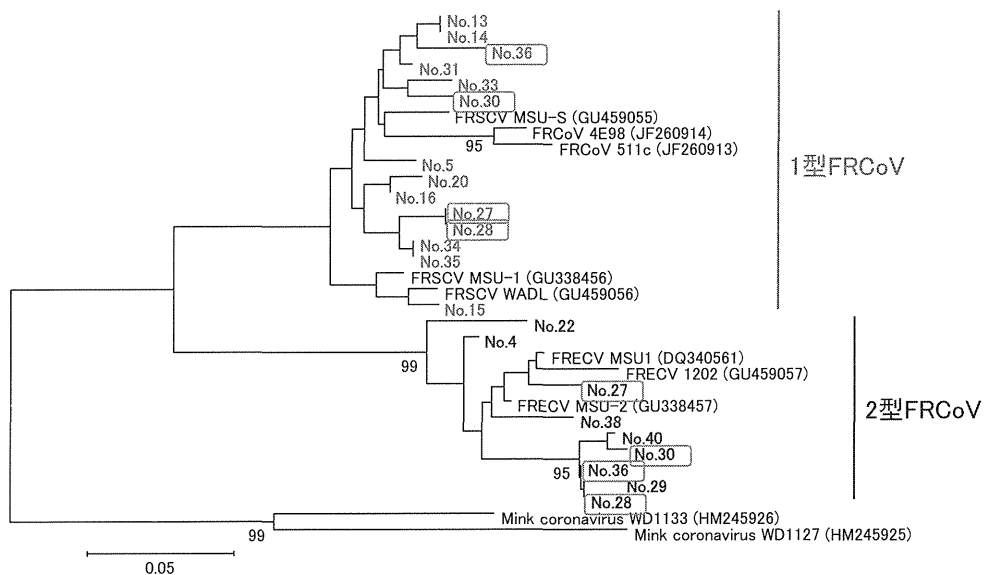 No.13
No.14
No.36
No.31
No.33
No.30
FRSCV MSU-S (GU459055)
FRCoV 4E98 (JF260914)
95
FRCoV 511c (JF260913)
No.5
No.20
No.16
No.27
No.28
No.34
No.35
FRSCV MSU-1 (GU338456)
FRSCV WADL (GU459056)
No.15
1型FRCoV
No.22
No.4
99
FRECV MSU1 (DQ340561)
FRECV 1202 (GU459057)
No.27
FRECV MSU-2 (GU338457)
No.38
No.40
No.30
95
No.36
No.29
No.28
2型FRCoV
Mink coronavirus WD1133 (HM245926)
99
Mink coronavirus WD1127 (HM245925)
0.05